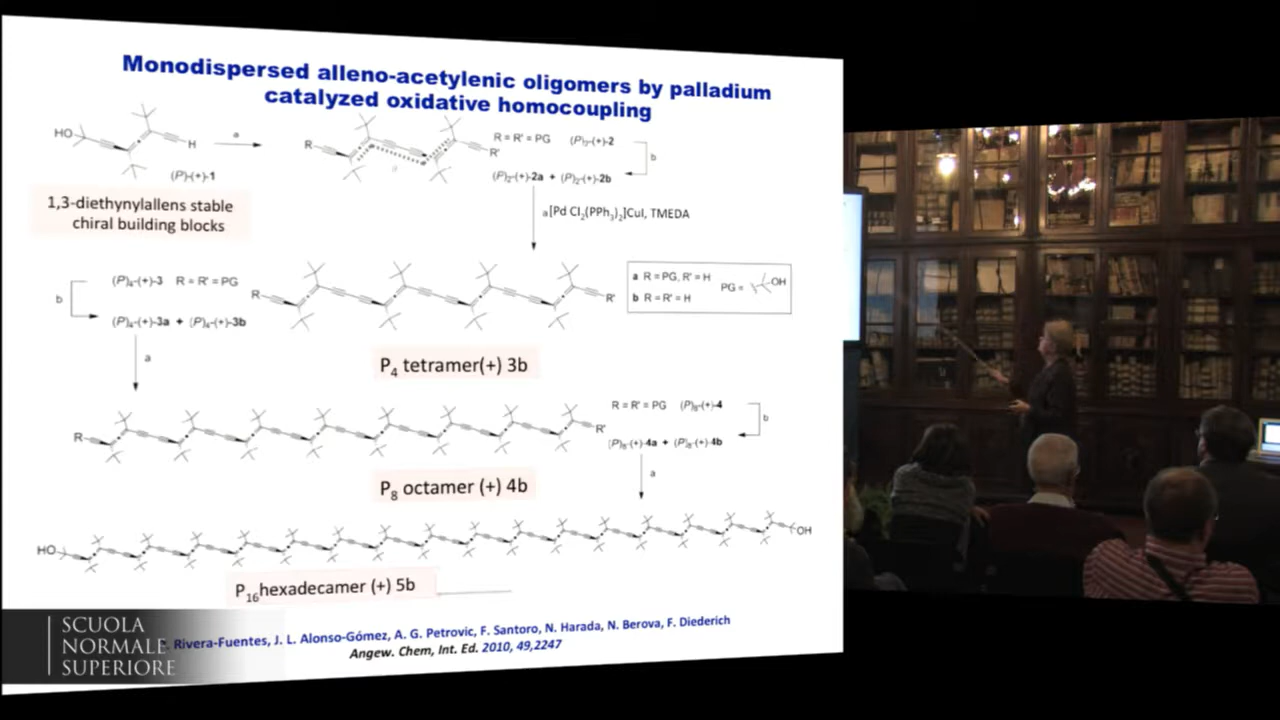 Monodispersed alleno-acetylenic oligomers by palladium
catalyzed oxidative homocoupling
HO
H
a
(P)-(+)-1
R
R'
R = R' = PG (P)₂-(+)-2
b
(P)₂-(+)-2a + (P)₂-(+)-2b
1,3-diethynylallens stable
chiral building blocks
a[Pd Cl₂(PPh₃)₂]CuI, TMEDA
(P)₄-(+)-3 R = R' = PG
b
(P)₄-(+)-3a + (P)₄-(+)-3b
R
R'
a R = PG, R' = H
b R = R' = H
PG =
OH
a
P₄ tetramer(+) 3b
R
R'
R = R' = PG (P)₈-(+)-4
b
(P)₈-(+)-4a + (P)₈-(+)-4b
a
P₈ octamer (+) 4b
HO
OH
P₁₆hexadecamer (+) 5b
Rivera-Fuentes, J. L. Alonso-Gómez, A. G. Petrovic, F. Santoro, N. Harada, N. Berova, F. Diederich
Angew. Chem, Int. Ed. 2010, 49,2247
SCUOLA
NORMALE
SUPERIORE